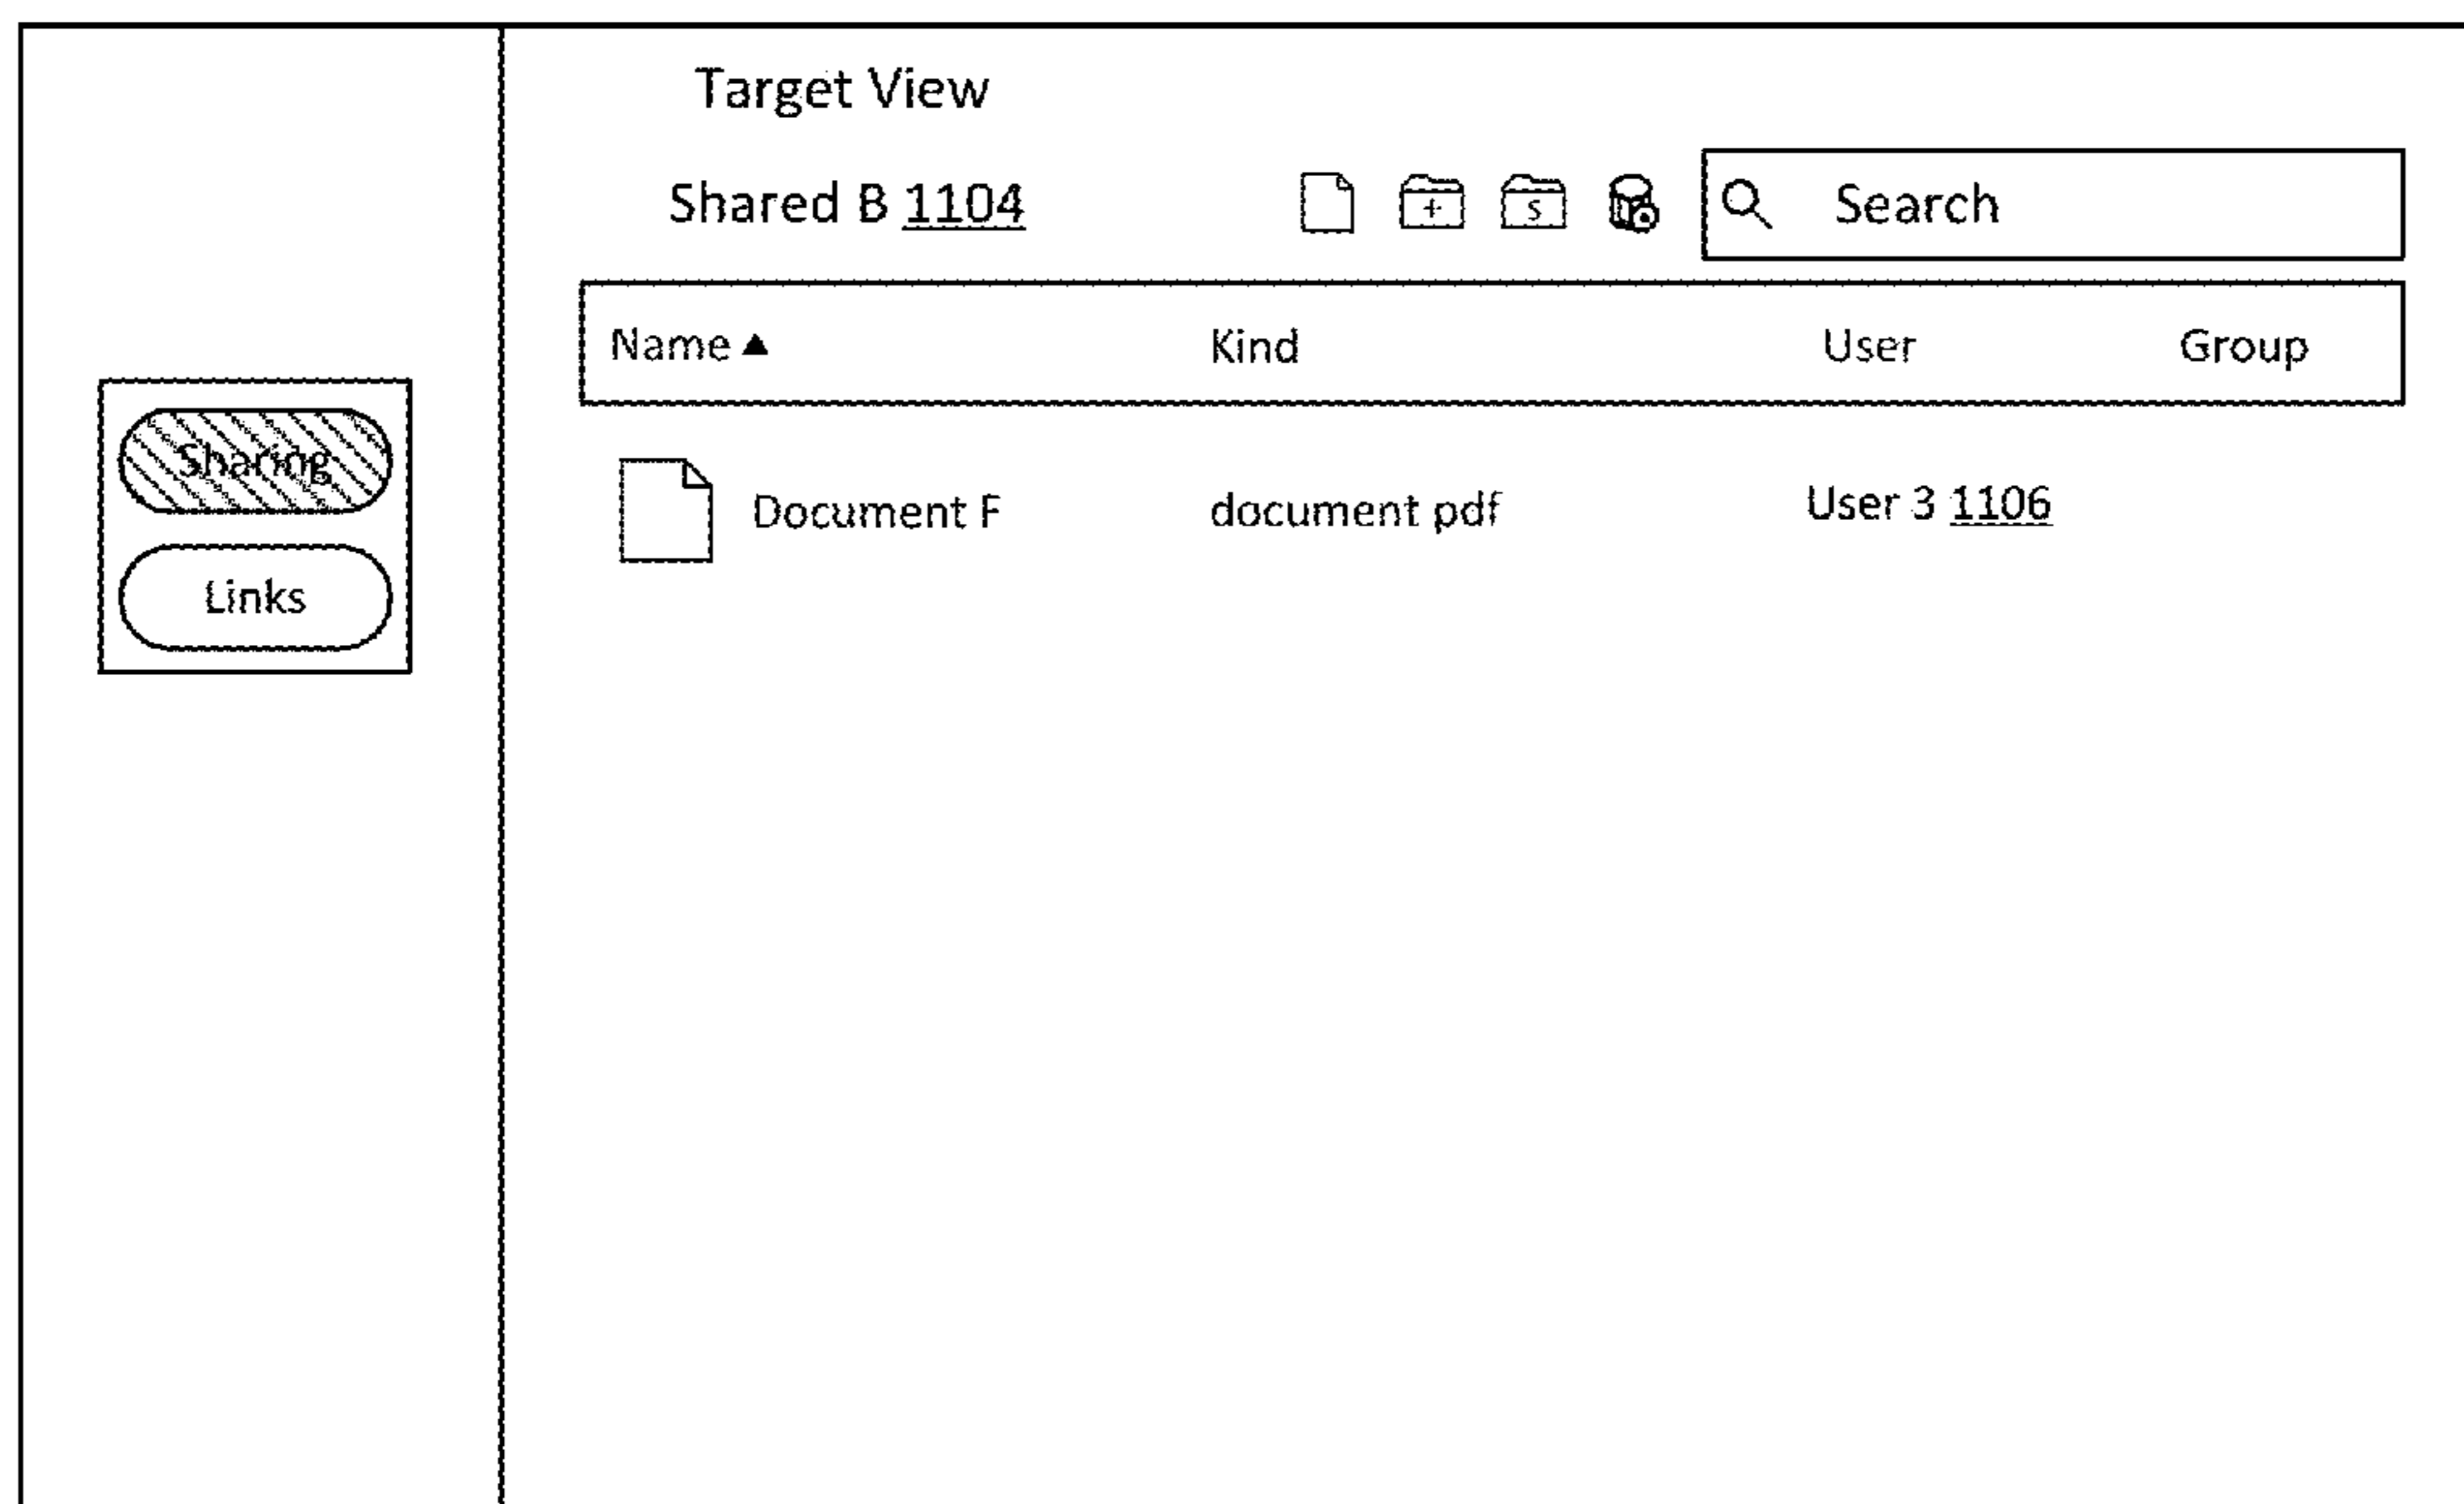 Target View
Shared B 1104
+
s
Search
Name ▲ Kind User Group
Sharing
Document F document pdf User 3 1106
Links